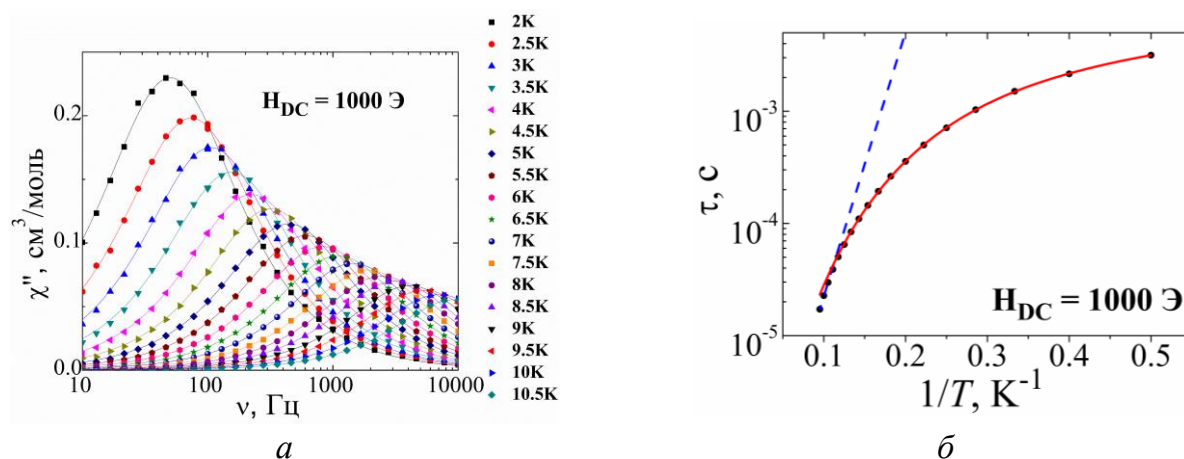 χ'', см³/моль
0.2
0.1
0.0
10
100
1000
10000
ν, Гц
H_DC = 1000 Э
2K
2.5K
3K
3.5K
4K
4.5K
5K
5.5K
6K
6.5K
7K
7.5K
8K
8.5K
9K
9.5K
10K
10.5K
а
τ, с
10⁻³
10⁻⁴
10⁻⁵
0.1
0.2
0.3
0.4
0.5
1/T, K⁻¹
H_DC = 1000 Э
б